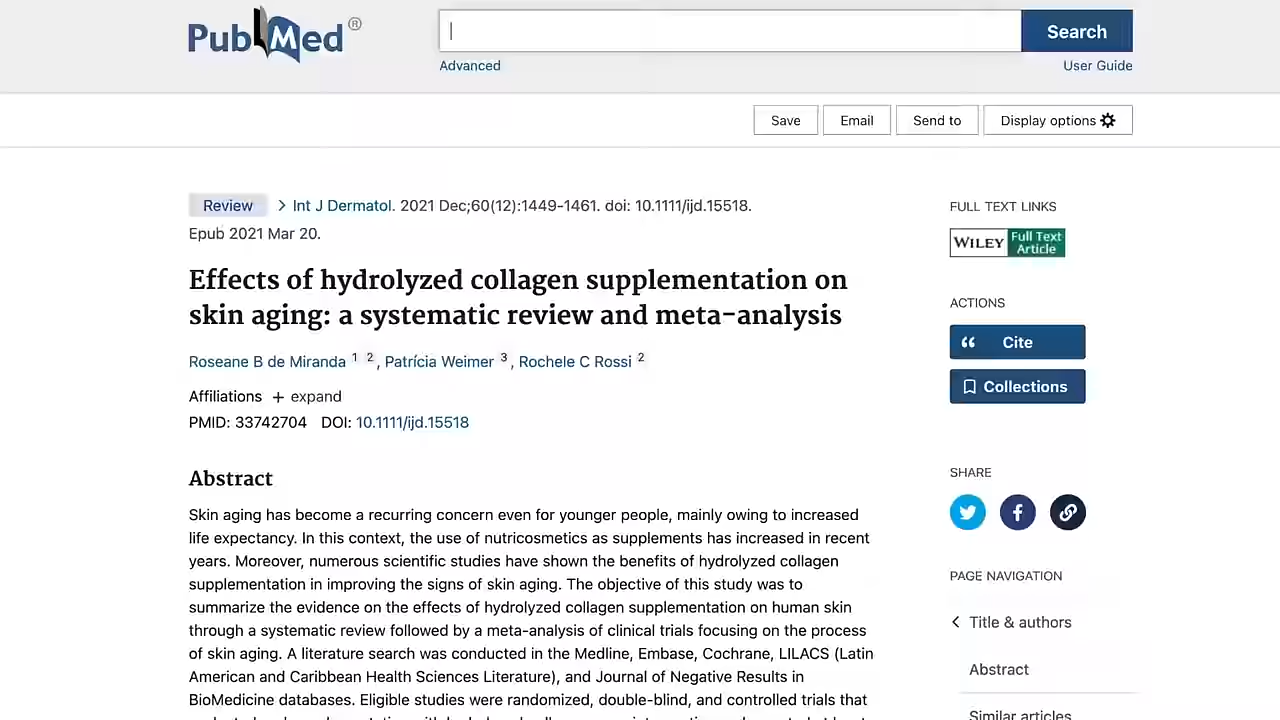 PubMed®
Search
Advanced
User Guide
Save
Email
Send to
Display options
Review
Int J Dermatol. 2021 Dec;60(12):1449-1461. doi: 10.1111/ijd.15518.
Epub 2021 Mar 20.
Effects of hydrolyzed collagen supplementation on
skin aging: a systematic review and meta-analysis
Roseane B de Miranda 1 2, Patrícia Weimer 3, Rochele C Rossi 2
Affiliations + expand
PMID: 33742704 DOI: 10.1111/ijd.15518
Abstract
Skin aging has become a recurring concern even for younger people, mainly owing to increased
life expectancy. In this context, the use of nutricosmetics as supplements has increased in recent
years. Moreover, numerous scientific studies have shown the benefits of hydrolyzed collagen
supplementation in improving the signs of skin aging. The objective of this study was to
summarize the evidence on the effects of hydrolyzed collagen supplementation on human skin
through a systematic review followed by a meta-analysis of clinical trials focusing on the process
of skin aging. A literature search was conducted in the Medline, Embase, Cochrane, LILACS (Latin
American and Caribbean Health Sciences Literature), and Journal of Negative Results in
BioMedicine databases. Eligible studies were randomized, double-blind, and controlled trials that
FULL TEXT LINKS
WILEY Full Text
Article
ACTIONS
Cite
Collections
SHARE
PAGE NAVIGATION
Title & authors
Abstract
Similar articles